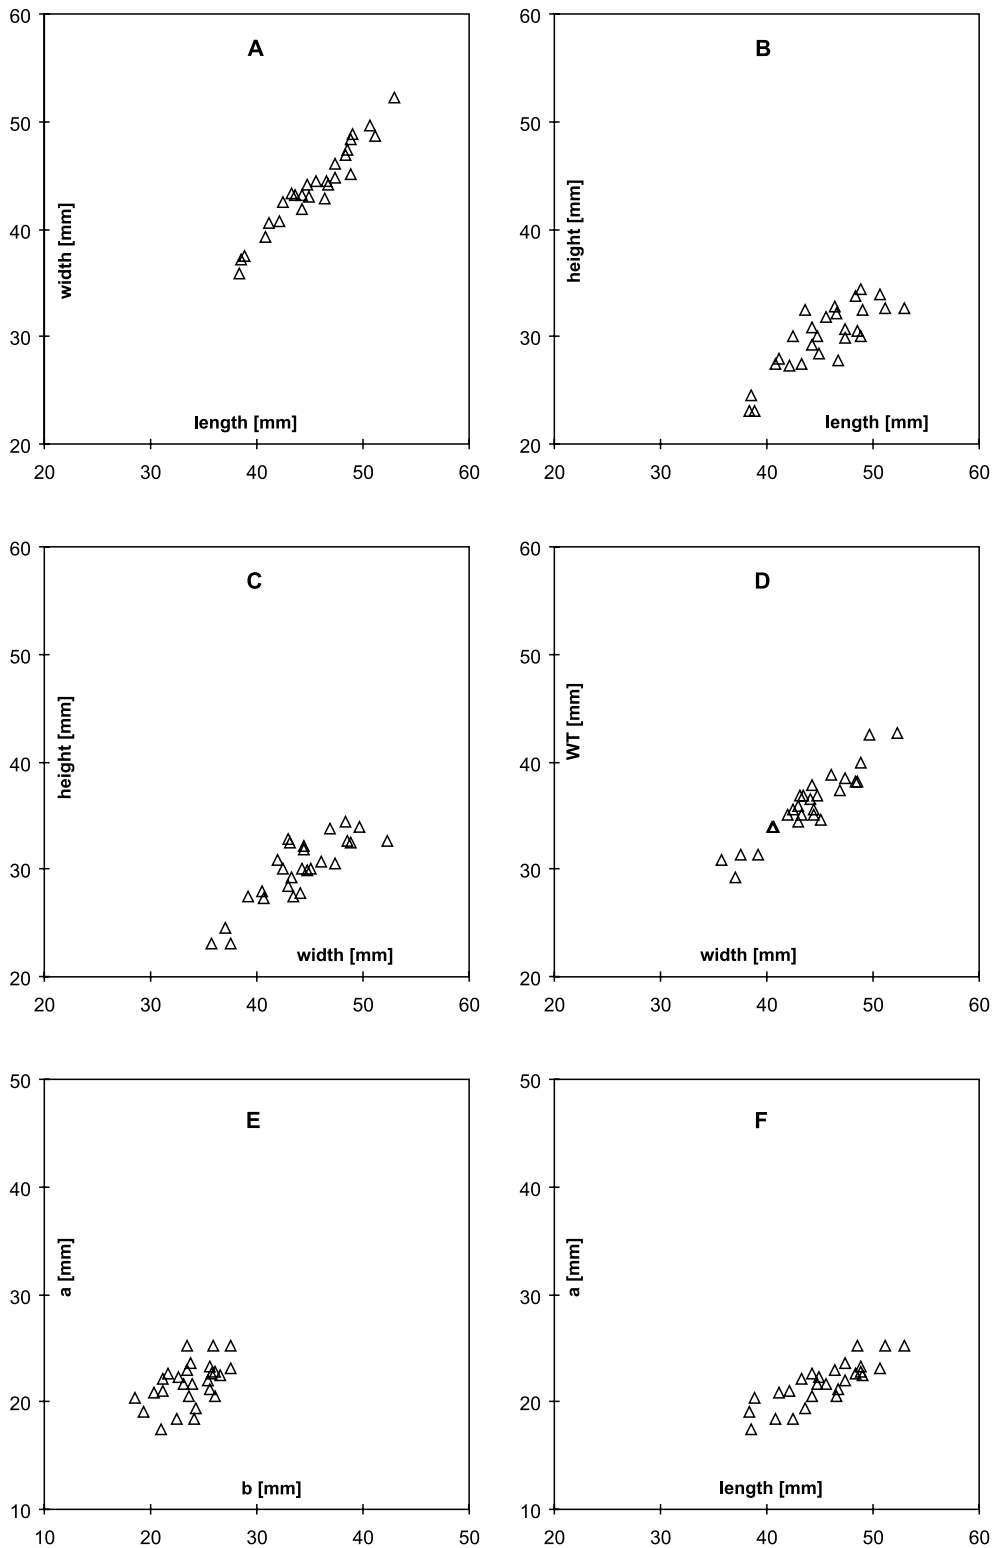 60
A
50
40
width [mm]
30
length [mm]
20
20 30 40 50 60
60
B
50
40
height [mm]
30
length [mm]
20
20 30 40 50 60
60
C
50
40
height [mm]
30
width [mm]
20
20 30 40 50 60
60
D
50
40
WT [mm]
30
width [mm]
20
20 30 40 50 60
50
E
40
30
a [mm]
20
b [mm]
10
10 20 30 40 50
50
F
40
30
a [mm]
20
length [mm]
10
20 30 40 50 60